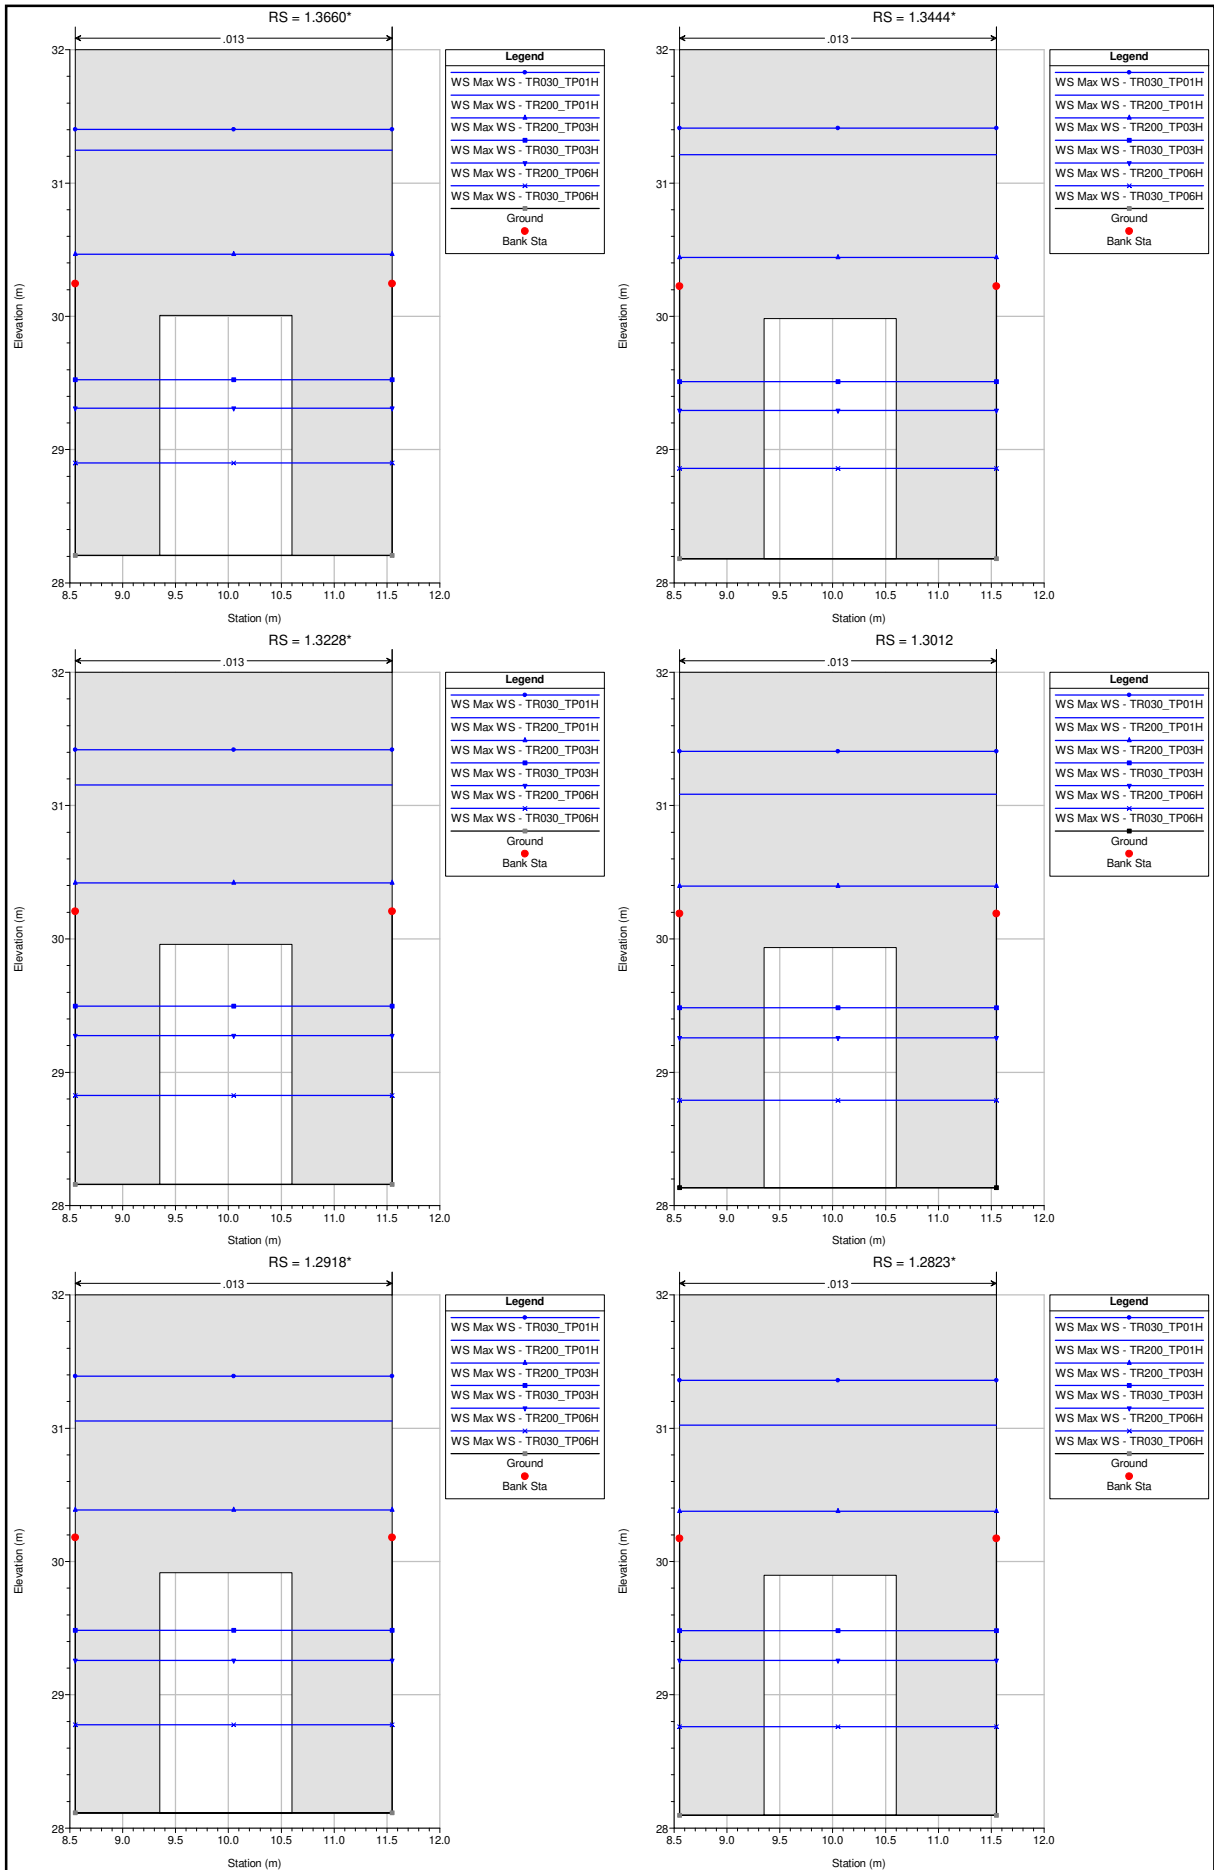 RS = 1.3660*
.013
32
31
30
29
28
Elevation (m)
8.5 9.0 9.5 10.0 10.5 11.0 11.5 12.0
Station (m)
Legend
WS Max WS - TR030_TP01H
WS Max WS - TR200_TP01H
WS Max WS - TR200_TP03H
WS Max WS - TR030_TP03H
WS Max WS - TR200_TP06H
WS Max WS - TR030_TP06H
Ground
Bank Sta
RS = 1.3444*
.013
32
31
30
29
28
Elevation (m)
8.5 9.0 9.5 10.0 10.5 11.0 11.5 12.0
Station (m)
Legend
WS Max WS - TR030_TP01H
WS Max WS - TR200_TP01H
WS Max WS - TR200_TP03H
WS Max WS - TR030_TP03H
WS Max WS - TR200_TP06H
WS Max WS - TR030_TP06H
Ground
Bank Sta
RS = 1.3228*
.013
32
31
30
29
28
Elevation (m)
8.5 9.0 9.5 10.0 10.5 11.0 11.5 12.0
Station (m)
Legend
WS Max WS - TR030_TP01H
WS Max WS - TR200_TP01H
WS Max WS - TR200_TP03H
WS Max WS - TR030_TP03H
WS Max WS - TR200_TP06H
WS Max WS - TR030_TP06H
Ground
Bank Sta
RS = 1.3012
.013
32
31
30
29
28
Elevation (m)
8.5 9.0 9.5 10.0 10.5 11.0 11.5 12.0
Station (m)
Legend
WS Max WS - TR030_TP01H
WS Max WS - TR200_TP01H
WS Max WS - TR200_TP03H
WS Max WS - TR030_TP03H
WS Max WS - TR200_TP06H
WS Max WS - TR030_TP06H
Ground
Bank Sta
RS = 1.2918*
.013
32
31
30
29
28
Elevation (m)
8.5 9.0 9.5 10.0 10.5 11.0 11.5 12.0
Station (m)
Legend
WS Max WS - TR030_TP01H
WS Max WS - TR200_TP01H
WS Max WS - TR200_TP03H
WS Max WS - TR030_TP03H
WS Max WS - TR200_TP06H
WS Max WS - TR030_TP06H
Ground
Bank Sta
RS = 1.2823*
.013
32
31
30
29
28
Elevation (m)
8.5 9.0 9.5 10.0 10.5 11.0 11.5 12.0
Station (m)
Legend
WS Max WS - TR030_TP01H
WS Max WS - TR200_TP01H
WS Max WS - TR200_TP03H
WS Max WS - TR030_TP03H
WS Max WS - TR200_TP06H
WS Max WS - TR030_TP06H
Ground
Bank Sta